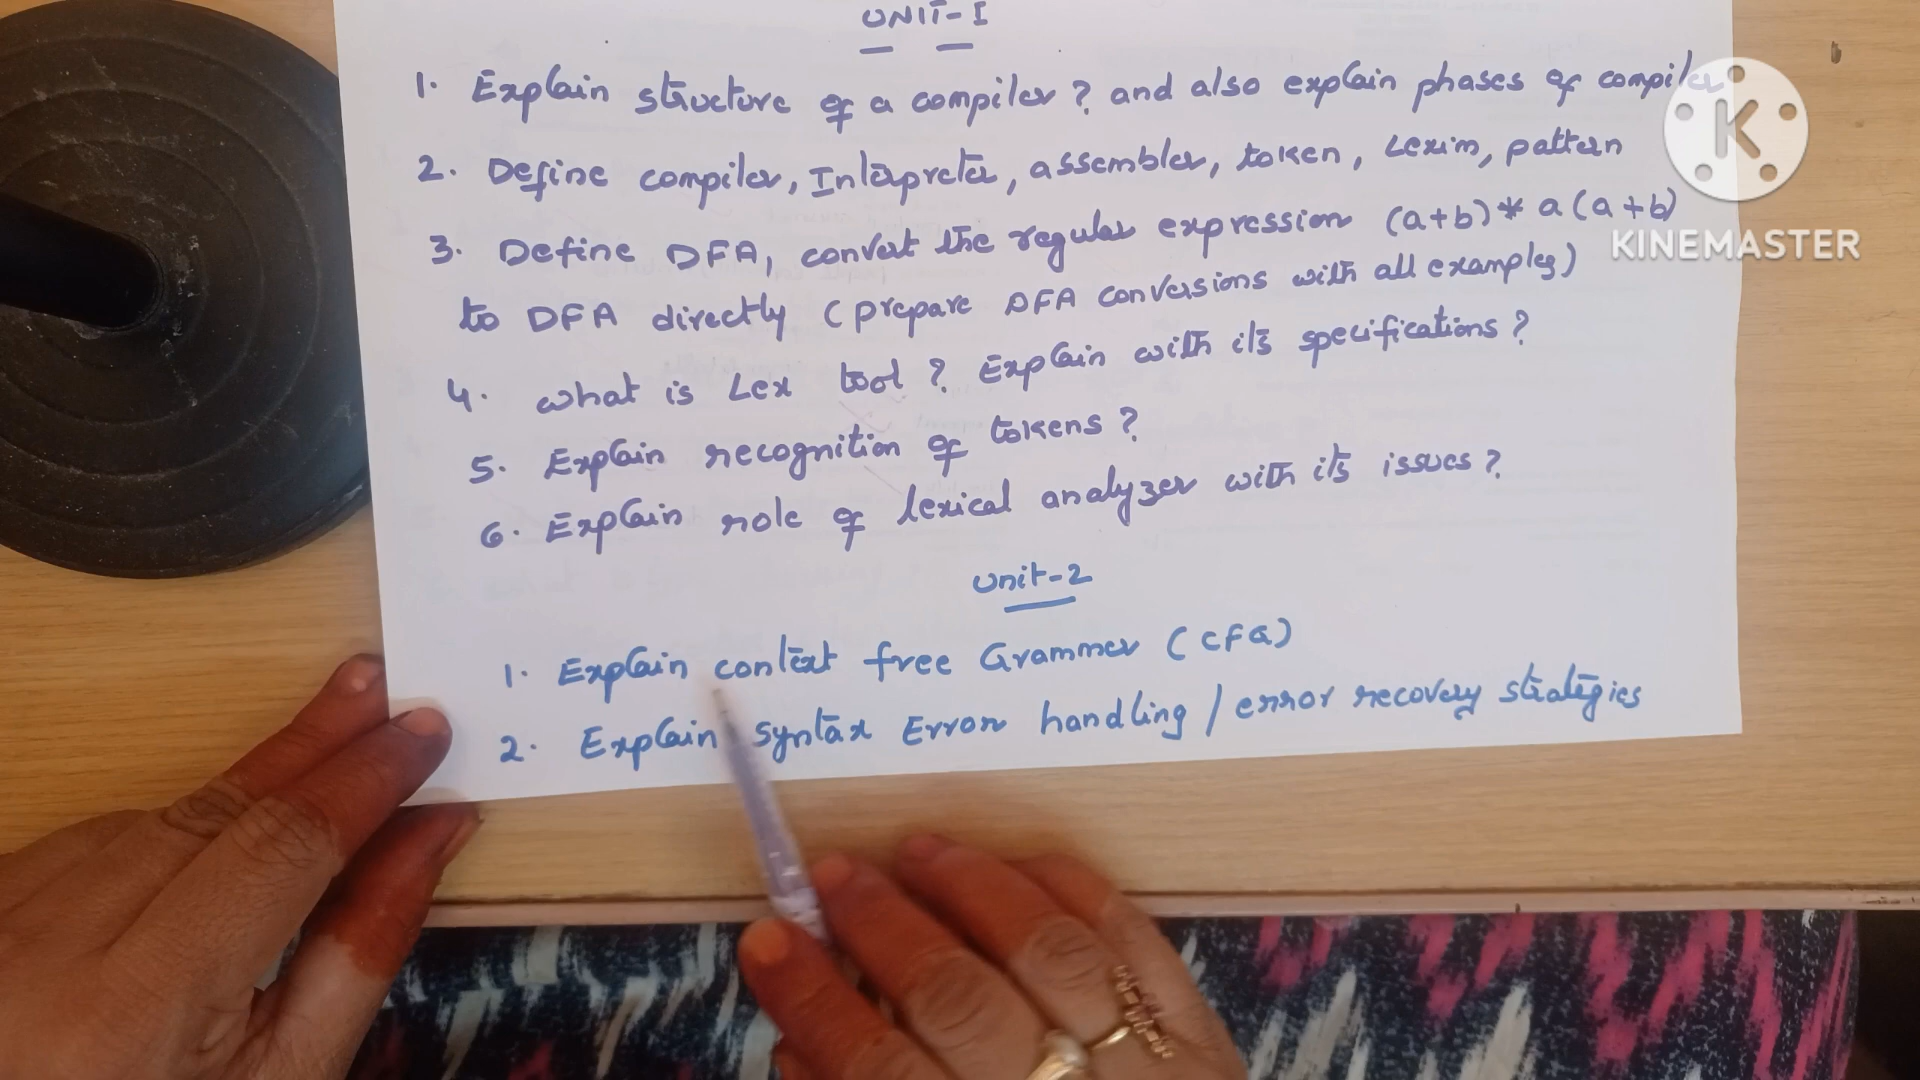 UNIT-I
1. Explain structure of a compiler? and also explain phases of compiler
2. Define compiler, Interpreter, assembler, token, Lexim, pattern
3. Define DFA, convert the regular expression (a+b)* a (a+b)
to DFA directly (prepare DFA conversions with all examples)
4. what is Lex tool? Explain with its specifications?
5. Explain recognition of tokens?
6. Explain role of lexical analyzer with its issues?
Unit-2
1. Explain context free Grammer (CFG)
2. Explain syntax Error handling / error recovery strategies
K
KINEMASTER